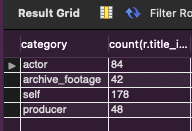 Result Grid Filter Ro
category count(r.title_i...
actor 84
archive_footage 42
self 178
producer 48